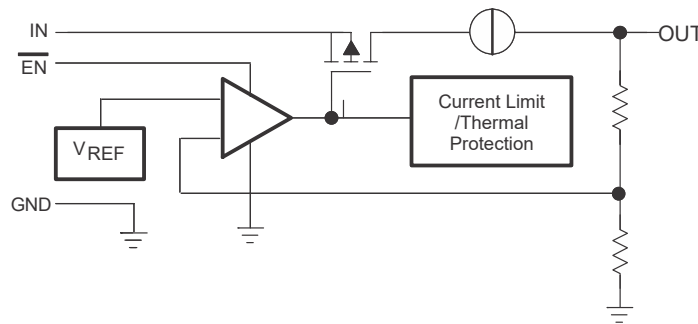 IN
OUT
EN
Current Limit
/Thermal
Protection
VREF
GND